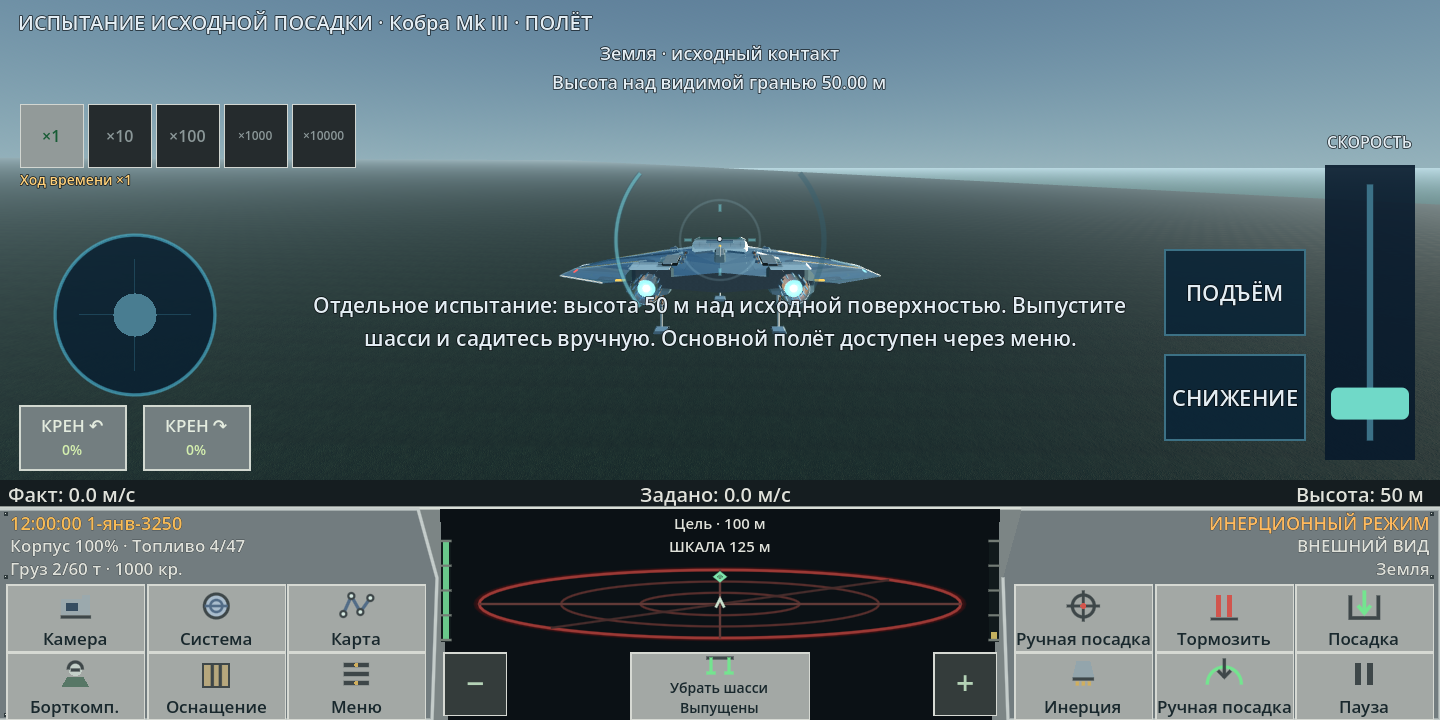 ИСПЫТАНИЕ ИСХОДНОЙ ПОСАДКИ · Кобра Mk III · ПОЛЁТ
Земля · исходный контакт
Высота над видимой гранью 50.00 м
×1 ×10 ×100 ×1000 ×10000
Ход времени ×1
СКОРОСТЬ
Отдельное испытание: высота 50 м над исходной поверхностью. Выпустите
шасси и садитесь вручную. Основной полёт доступен через меню.
ПОДЪЁМ
СНИЖЕНИЕ
КРЕН ↶ КРЕН ↷
0% 0%
Факт: 0.0 м/с Задано: 0.0 м/с Высота: 50 м
12:00:00 1-янв-3250
Корпус 100% · Топливо 4/47
Груз 2/60 т · 1000 кр.
Камера Система Карта
Борткомп. Оснащение Меню
Цель · 100 м
ШКАЛА 125 м
− +
Убрать шасси
Выпущены
ИНЕРЦИОННЫЙ РЕЖИМ
ВНЕШНИЙ ВИД
Земля
Ручная посадка Тормозить Посадка
Инерция Ручная посадка Пауза